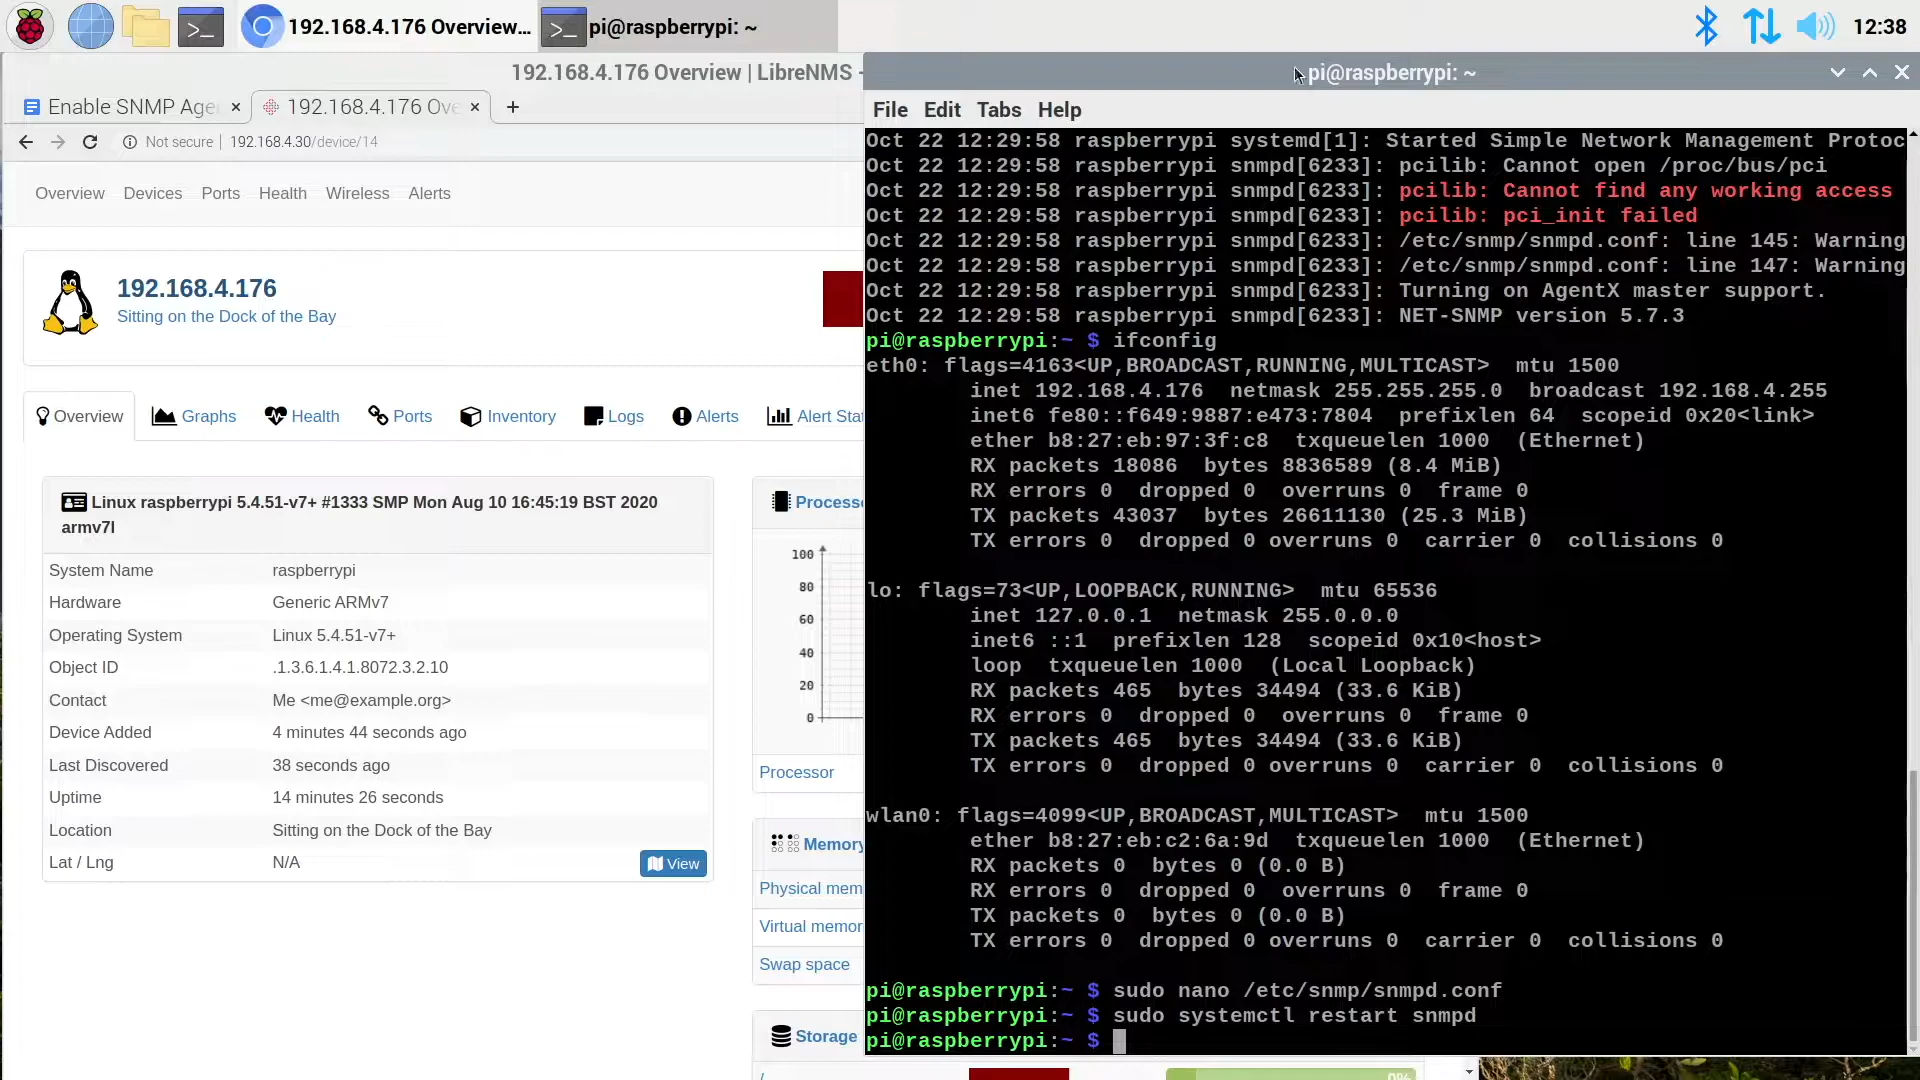 192.168.4.176 Overview...
pi@raspberrypi: ~
12:38
192.168.4.176 Overview | LibreNMS -
Enable SNMP Age
192.168.4.176 Ove
Not secure | 192.168.4.30/device/14
Overview Devices Ports Health Wireless Alerts
192.168.4.176
Sitting on the Dock of the Bay
Overview Graphs Health Ports Inventory Logs Alerts Alert Sta
Linux raspberrypi 5.4.51-v7+ #1333 SMP Mon Aug 10 16:45:19 BST 2020
armv7l
System Name raspberrypi
Hardware Generic ARMv7
Operating System Linux 5.4.51-v7+
Object ID .1.3.6.1.4.1.8072.3.2.10
Contact Me <me@example.org>
Device Added 4 minutes 44 seconds ago
Last Discovered 38 seconds ago
Uptime 14 minutes 26 seconds
Location Sitting on the Dock of the Bay
Lat / Lng N/A View
Process
100
80
60
40
20
0
Processor
Memory
Physical mem
Virtual memor
Swap space
Storage
/
0%
pi@raspberrypi: ~
File Edit Tabs Help
Oct 22 12:29:58 raspberrypi systemd[1]: Started Simple Network Management Protoc
Oct 22 12:29:58 raspberrypi snmpd[6233]: pcilib: Cannot open /proc/bus/pci
Oct 22 12:29:58 raspberrypi snmpd[6233]: pcilib: Cannot find any working access
Oct 22 12:29:58 raspberrypi snmpd[6233]: pcilib: pci_init failed
Oct 22 12:29:58 raspberrypi snmpd[6233]: /etc/snmp/snmpd.conf: line 145: Warning
Oct 22 12:29:58 raspberrypi snmpd[6233]: /etc/snmp/snmpd.conf: line 147: Warning
Oct 22 12:29:58 raspberrypi snmpd[6233]: Turning on AgentX master support.
Oct 22 12:29:58 raspberrypi snmpd[6233]: NET-SNMP version 5.7.3
pi@raspberrypi:~ $ ifconfig
eth0: flags=4163<UP,BROADCAST,RUNNING,MULTICAST>  mtu 1500
        inet 192.168.4.176  netmask 255.255.255.0  broadcast 192.168.4.255
        inet6 fe80::f649:9887:e473:7804  prefixlen 64  scopeid 0x20<link>
        ether b8:27:eb:97:3f:c8  txqueuelen 1000  (Ethernet)
        RX packets 18086  bytes 8836589 (8.4 MiB)
        RX errors 0  dropped 0  overruns 0  frame 0
        TX packets 43037  bytes 26611130 (25.3 MiB)
        TX errors 0  dropped 0 overruns 0  carrier 0  collisions 0
lo: flags=73<UP,LOOPBACK,RUNNING>  mtu 65536
        inet 127.0.0.1  netmask 255.0.0.0
        inet6 ::1  prefixlen 128  scopeid 0x10<host>
        loop  txqueuelen 1000  (Local Loopback)
        RX packets 465  bytes 34494 (33.6 KiB)
        RX errors 0  dropped 0  overruns 0  frame 0
        TX packets 465  bytes 34494 (33.6 KiB)
        TX errors 0  dropped 0 overruns 0  carrier 0  collisions 0
wlan0: flags=4099<UP,BROADCAST,MULTICAST>  mtu 1500
        ether b8:27:eb:c2:6a:9d  txqueuelen 1000  (Ethernet)
        RX packets 0  bytes 0 (0.0 B)
        RX errors 0  dropped 0  overruns 0  frame 0
        TX packets 0  bytes 0 (0.0 B)
        TX errors 0  dropped 0 overruns 0  carrier 0  collisions 0
pi@raspberrypi:~ $ sudo nano /etc/snmp/snmpd.conf
pi@raspberrypi:~ $ sudo systemctl restart snmpd
pi@raspberrypi:~ $